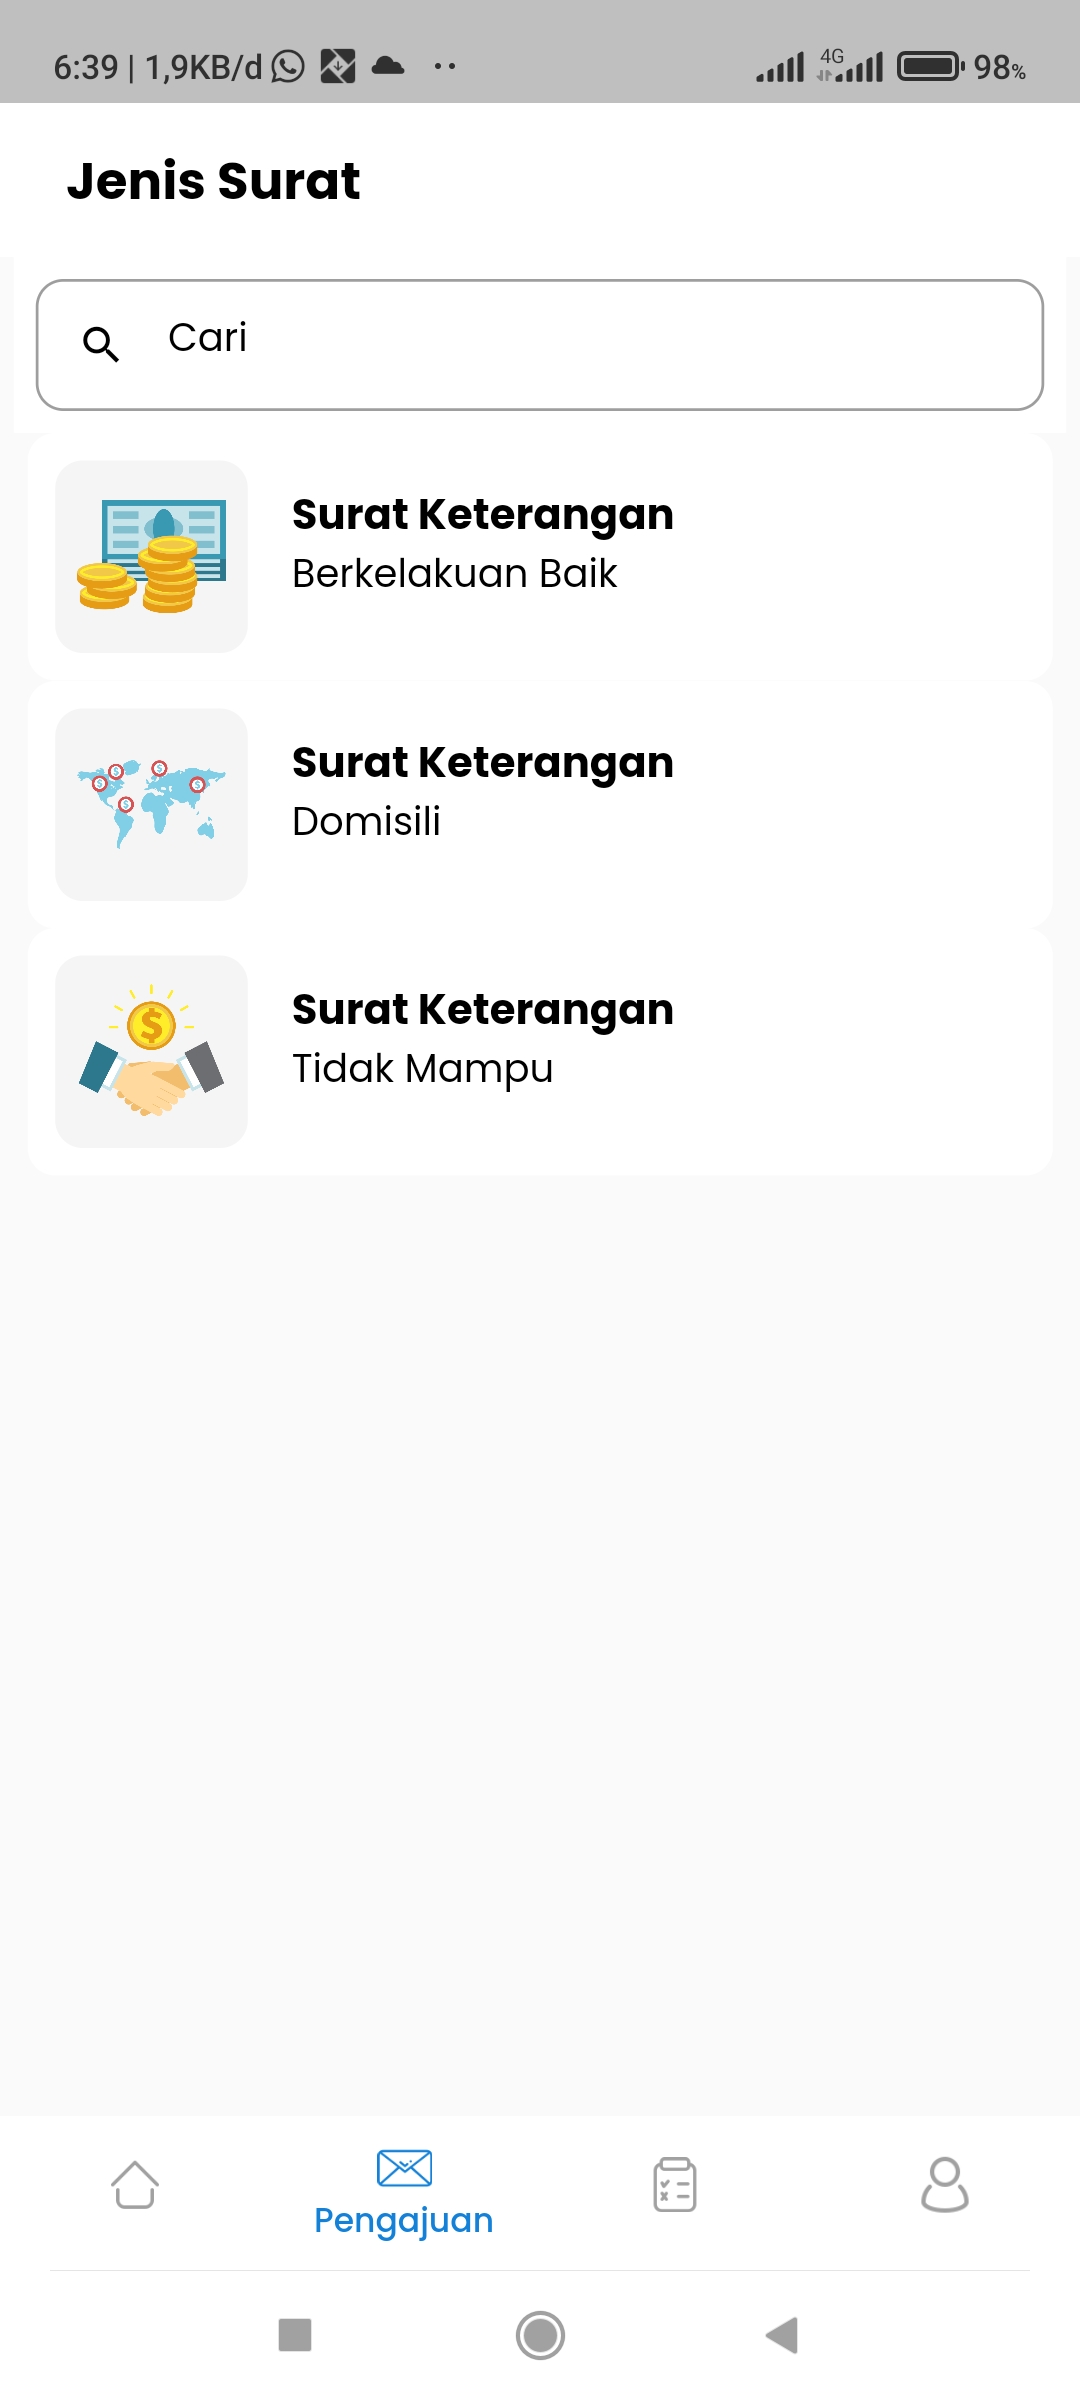 6:39 | 1,9KB/d 4G 98%
Jenis Surat
Cari
Surat Keterangan
Berkelakuan Baik
Surat Keterangan
Domisili
Surat Keterangan
Tidak Mampu
Pengajuan